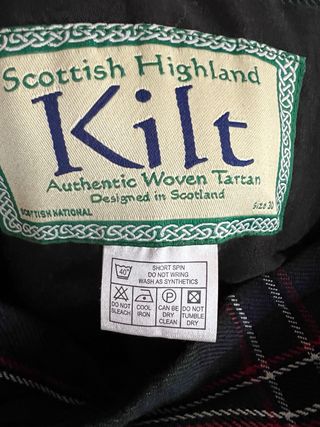 Scottish Highland
Kilt
Authentic Woven Tartan
Designed in Scotland
SCOTTISH NATIONAL
Size 30
40°
SHORT SPIN
DO NOT WRING
WASH AS SYNTHETICS
P
DO NOT
BLEACH
COOL
IRON
CAN BE
DRY
CLEAN
DO NOT
TUMBLE
DRY